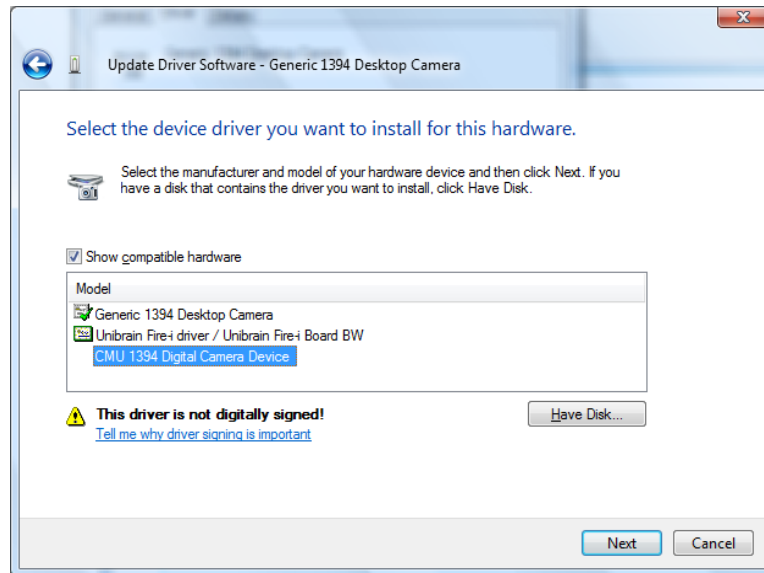 Update Driver Software - Generic 1394 Desktop Camera
Select the device driver you want to install for this hardware.
Select the manufacturer and model of your hardware device and then click Next. If you
have a disk that contains the driver you want to install, click Have Disk.
Show compatible hardware
Model
Generic 1394 Desktop Camera
Unibrain Fire-i driver / Unibrain Fire-i Board BW
CMU 1394 Digital Camera Device
This driver is not digitally signed!
Have Disk...
Tell me why driver signing is important
Next
Cancel